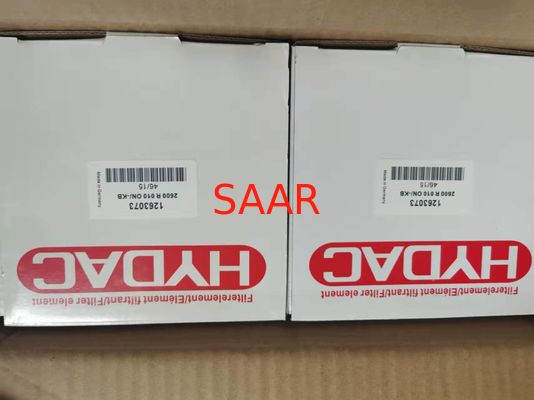 SAAR
1263073
2600 R 010 ON/-KB
46/15
Made in Germany
HYDAC
Filterelement/Elément filtrant/Filter element
1263073
2600 R 010 ON/-KB
46/15
Made in Germany
HYDAC
Filterelement/Elément filtrant/Filter element